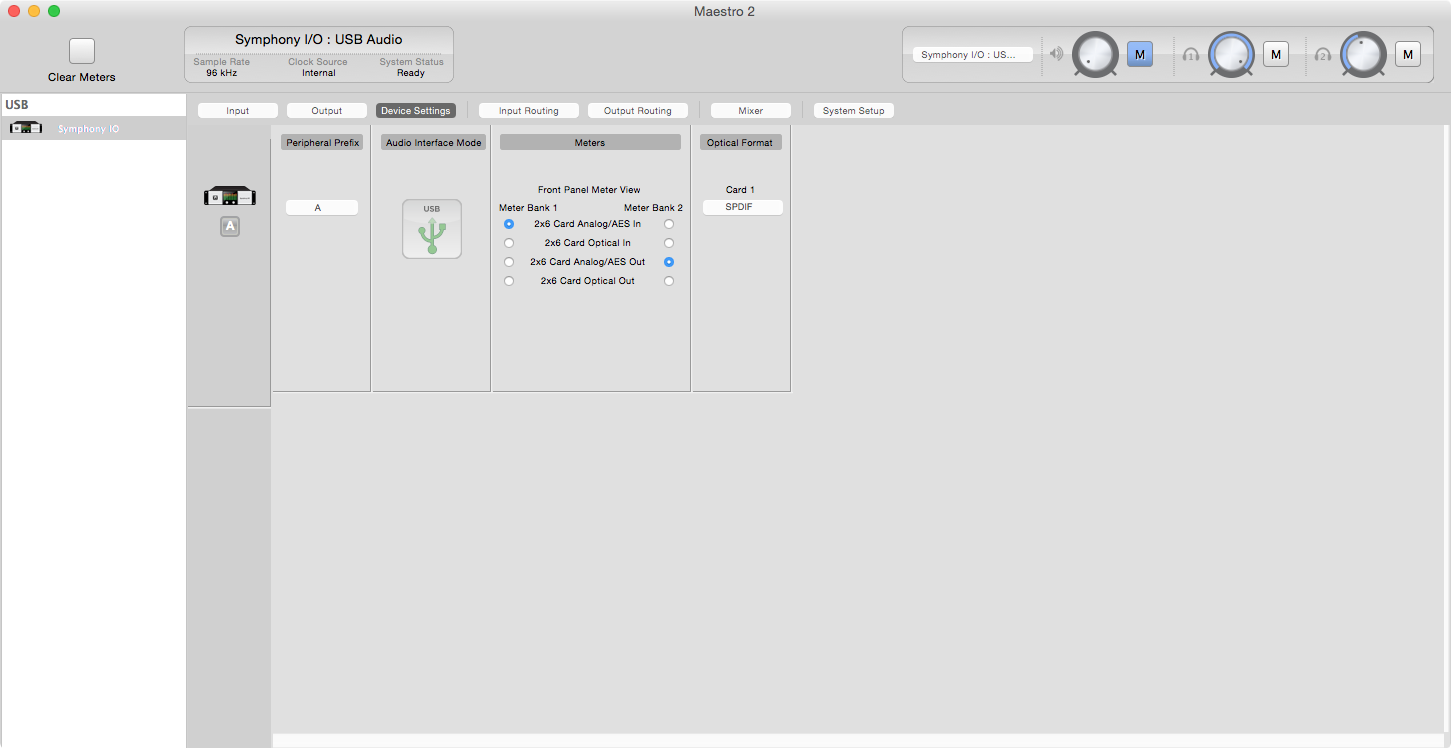 Maestro 2
Clear Meters
Symphony I/O : USB Audio
Sample Rate Clock Source System Status
96 kHz Internal Ready
Symphony I/O : US... M 1 M 2 M
USB
Symphony IO
Input Output Device Settings Input Routing Output Routing Mixer System Setup
Peripheral Prefix Audio Interface Mode Meters Optical Format
Front Panel Meter View Card 1
A USB Meter Bank 1 Meter Bank 2 SPDIF
A 2x6 Card Analog/AES In
2x6 Card Optical In
2x6 Card Analog/AES Out
2x6 Card Optical Out